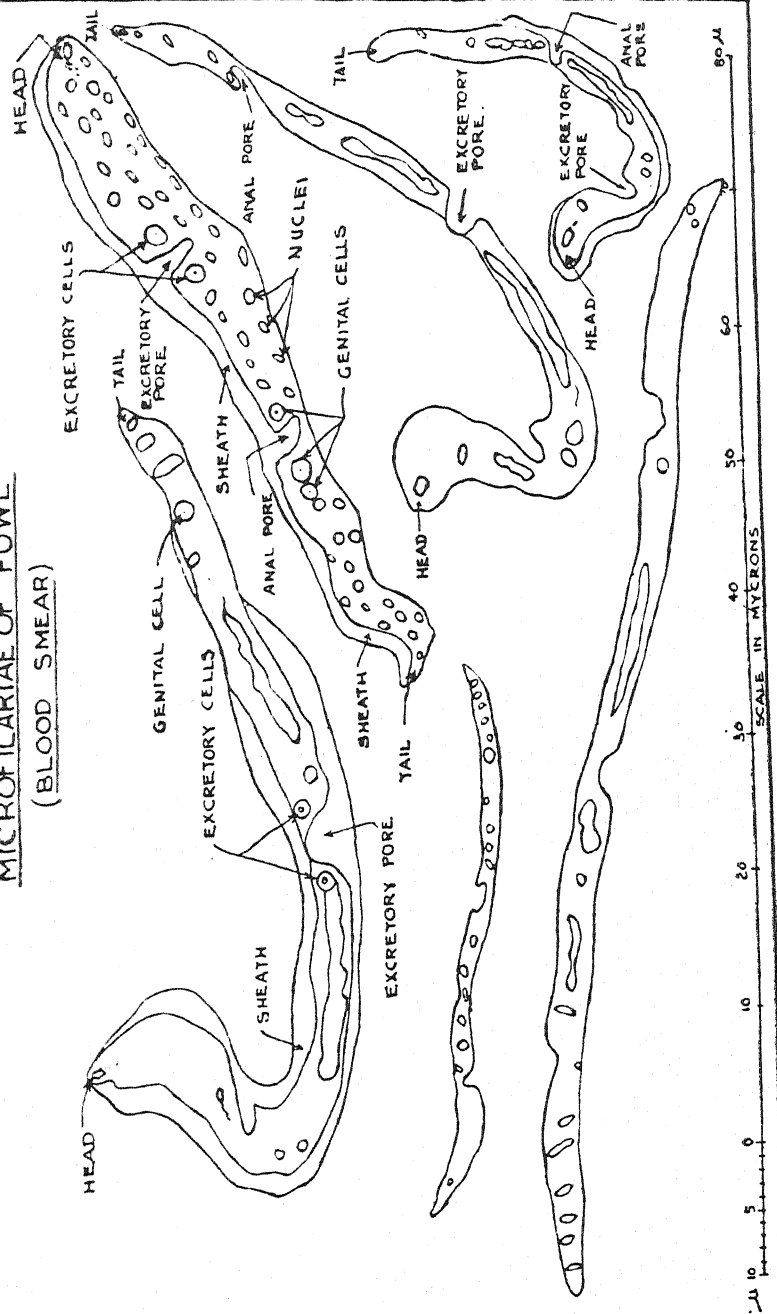 MICROFILARIAE OF FOWL
(BLOOD SMEAR)
HEAD
TAIL
EXCRETORY CELLS
TAIL
EXCRETORY
PORE
GENITAL CELL
SHEATH
ANAL PORE
NUCLEI
GENITAL CELLS
ANAL PORE
HEAD
EXCRETORY CELLS
SHEATH
EXCRETORY PORE
SHEATH
TAIL
TAIL
EXCRETORY
PORE.
HEAD
ANAL
PORE
EXCRETORY
PORE
HEAD
μ 10 5 0 10 20 30 40 50 60 80μ
SCALE IN MYCRONS